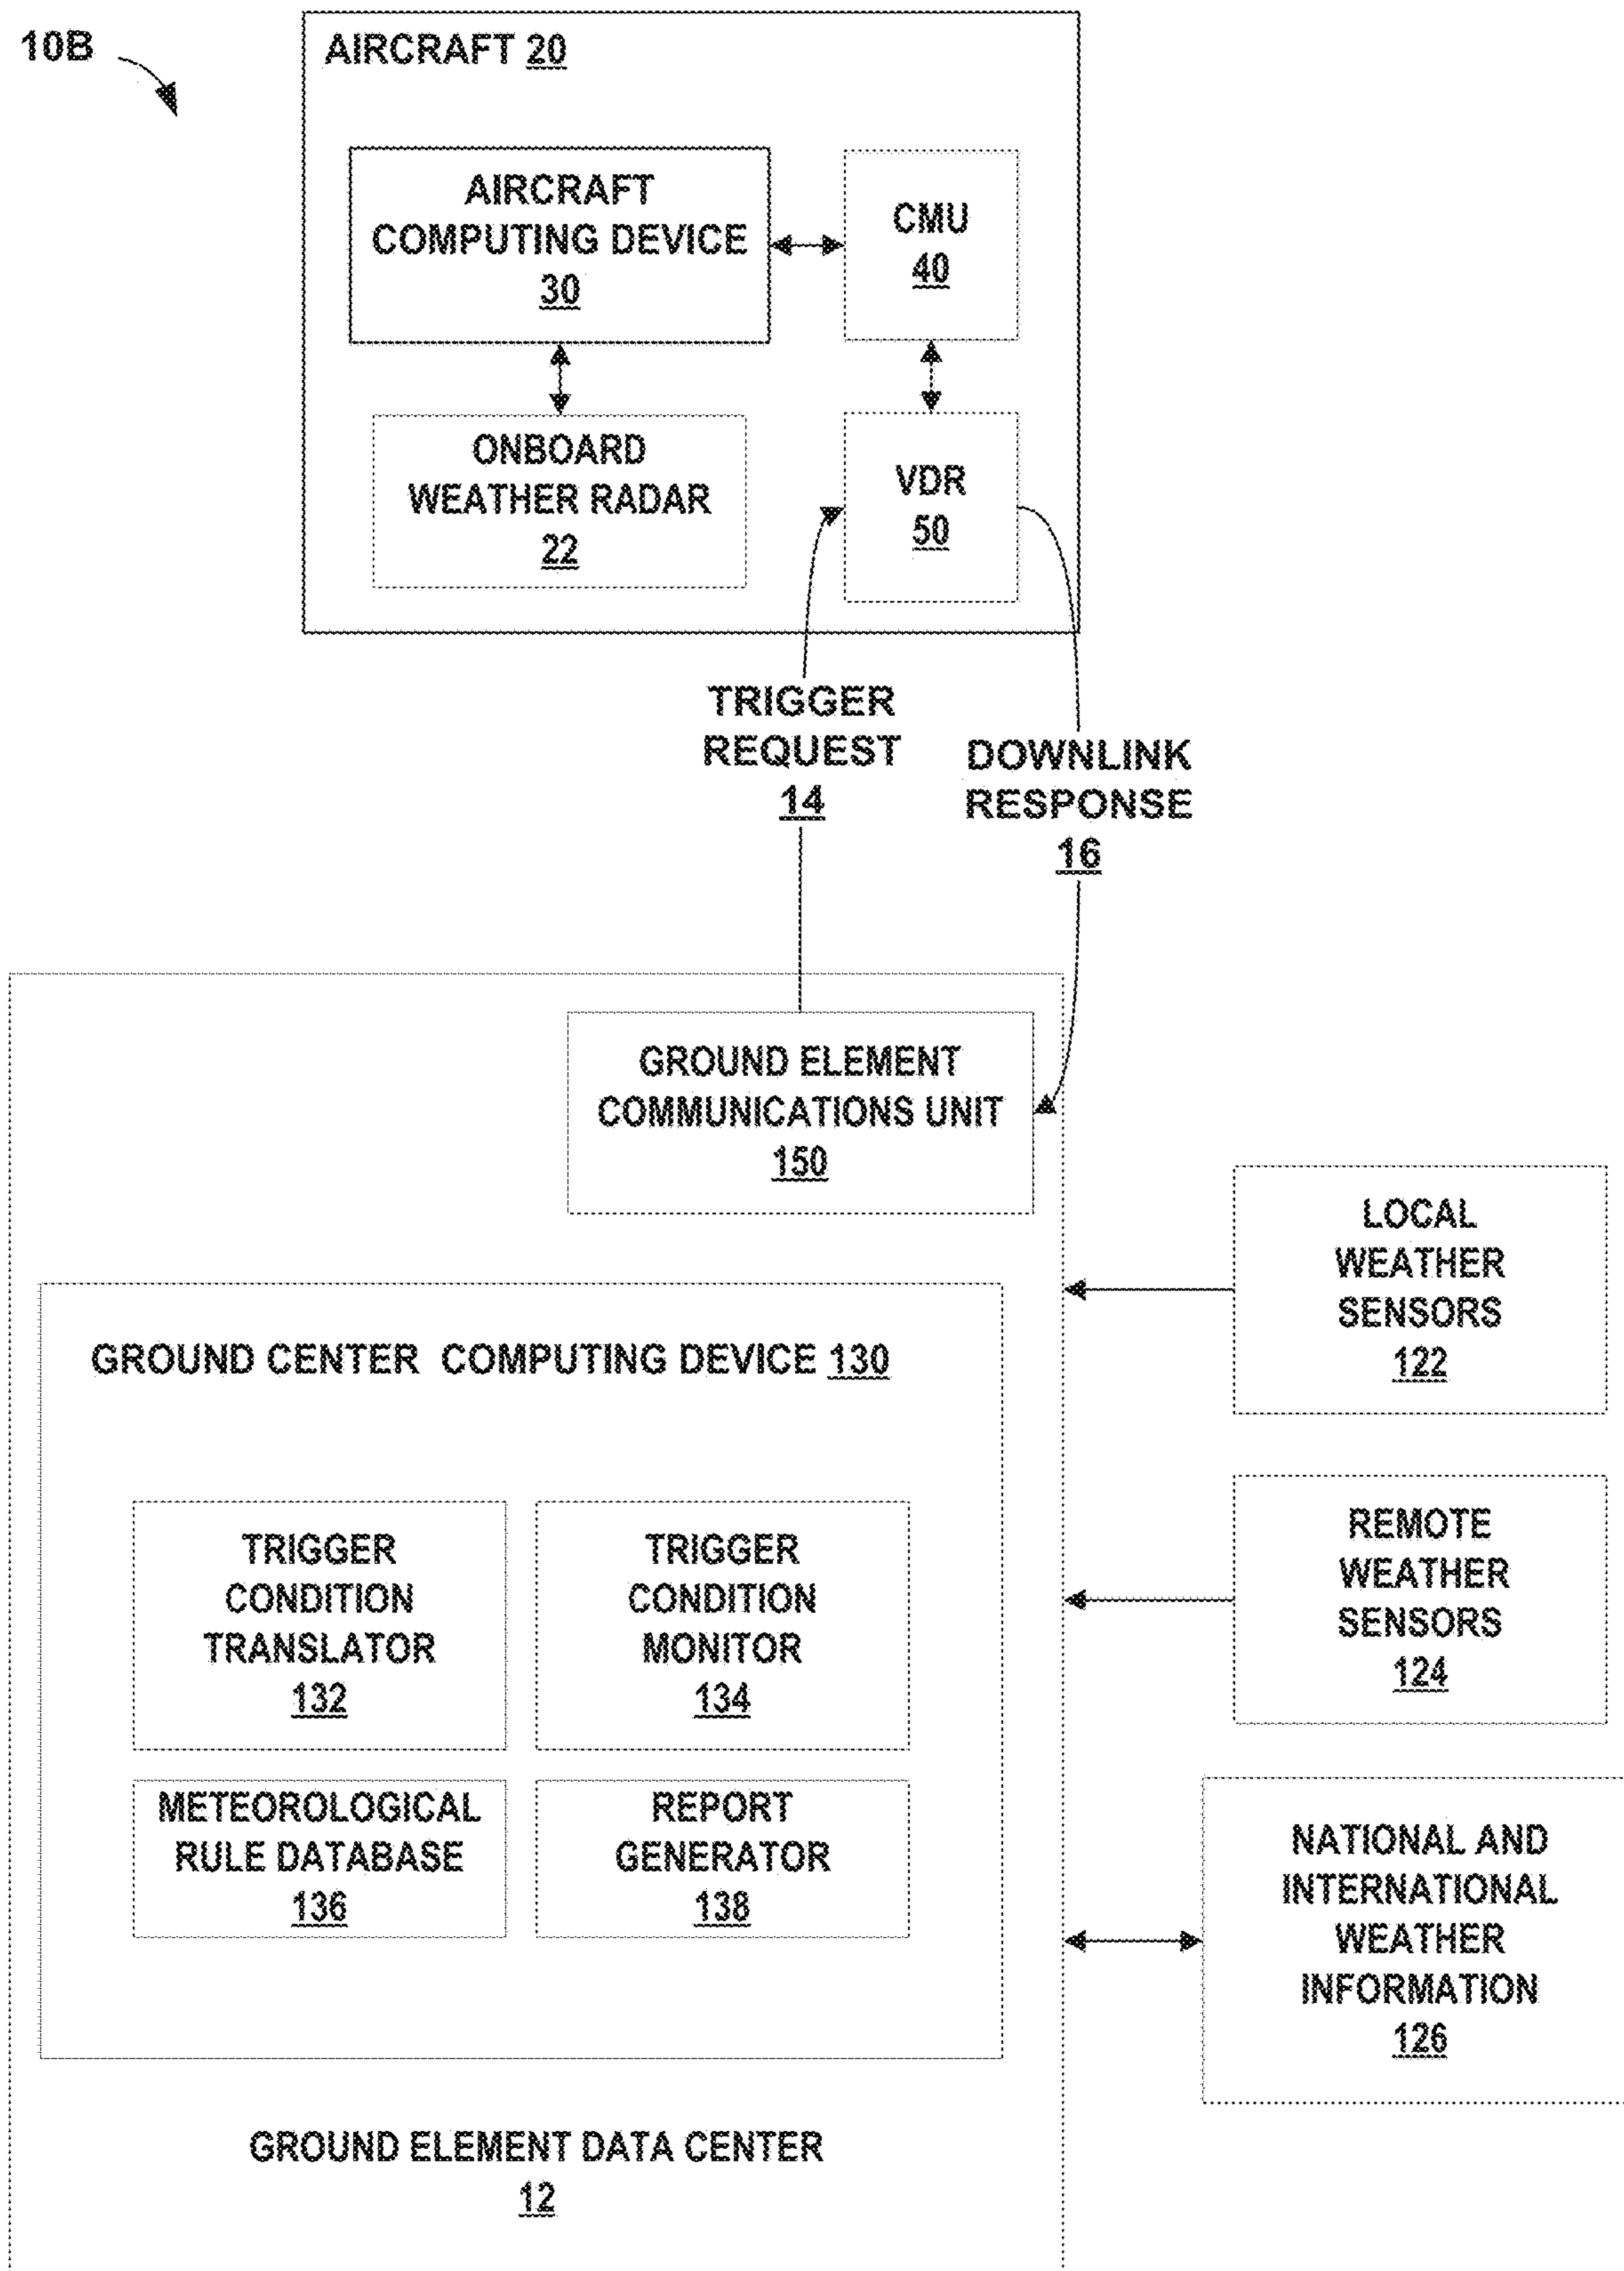 10B
AIRCRAFT 20
AIRCRAFT
COMPUTING DEVICE
30
CMU
40
ONBOARD
WEATHER RADAR
22
VDR
50
TRIGGER
REQUEST
14
DOWNLINK
RESPONSE
16
GROUND ELEMENT
COMMUNICATIONS UNIT
150
LOCAL
WEATHER
SENSORS
122
GROUND CENTER COMPUTING DEVICE 130
REMOTE
WEATHER
SENSORS
124
TRIGGER
CONDITION
TRANSLATOR
132
TRIGGER
CONDITION
MONITOR
134
METEOROLOGICAL
RULE DATABASE
136
REPORT
GENERATOR
138
NATIONAL AND
INTERNATIONAL
WEATHER
INFORMATION
126
GROUND ELEMENT DATA CENTER
12